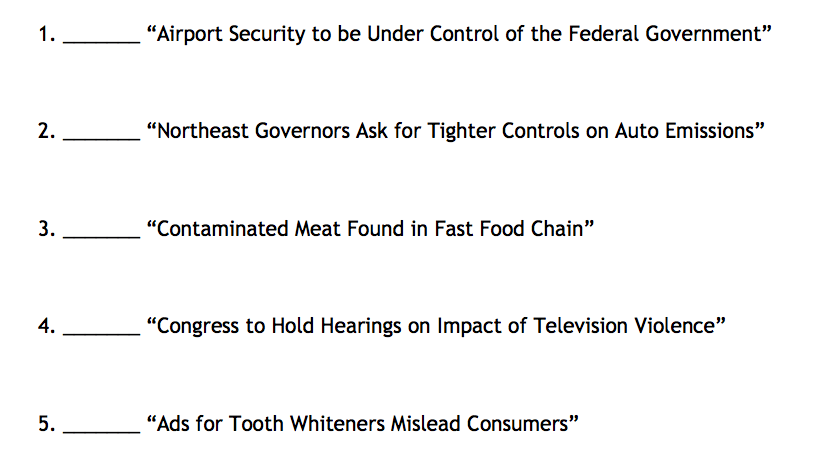 1. _______ “Airport Security to be Under Control of the Federal Government”
2. _______ “Northeast Governors Ask for Tighter Controls on Auto Emissions”
3. _______ “Contaminated Meat Found in Fast Food Chain”
4. _______ “Congress to Hold Hearings on Impact of Television Violence”
5. _______ “Ads for Tooth Whiteners Mislead Consumers”